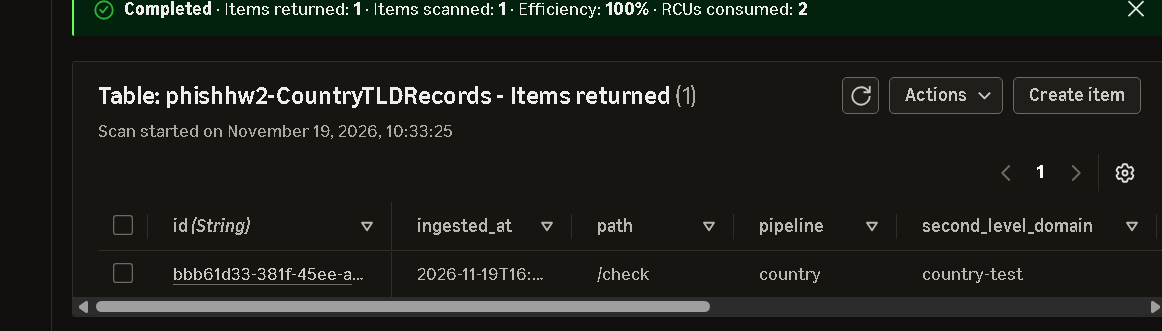 Completed · Items returned: 1 · Items scanned: 1 · Efficiency: 100% · RCUs consumed: 2
Table: phishhw2-CountryTLDRecords - Items returned (1)
Actions
Create item
Scan started on November 19, 2026, 10:33:25
1
id (String) ingested_at path pipeline second_level_domain
bbb61d33-381f-45ee-a... 2026-11-19T16:... /check country country-test